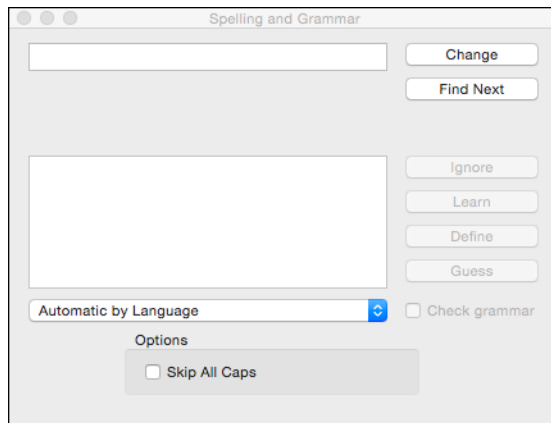 Spelling and Grammar
Change
Find Next
Ignore
Learn
Define
Guess
Automatic by Language
Check grammar
Options
Skip All Caps